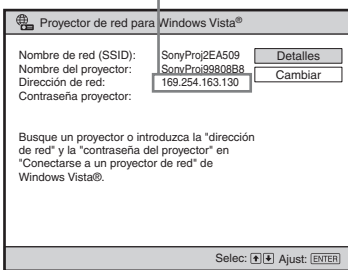 Proyector de red para Windows Vista®
Nombre de red (SSID): SonyProj2EA509 Detalles
Nombre del proyector: SonyProj99808B8 Cambiar
Dirección de red: 169.254.163.130
Contraseña proyector:
Busque un proyector o introduzca la "dirección
de red" y la "contraseña del proyector" en
"Conectarse a un proyector de red" de
Windows Vista®.
Selec: Ajust: ENTER